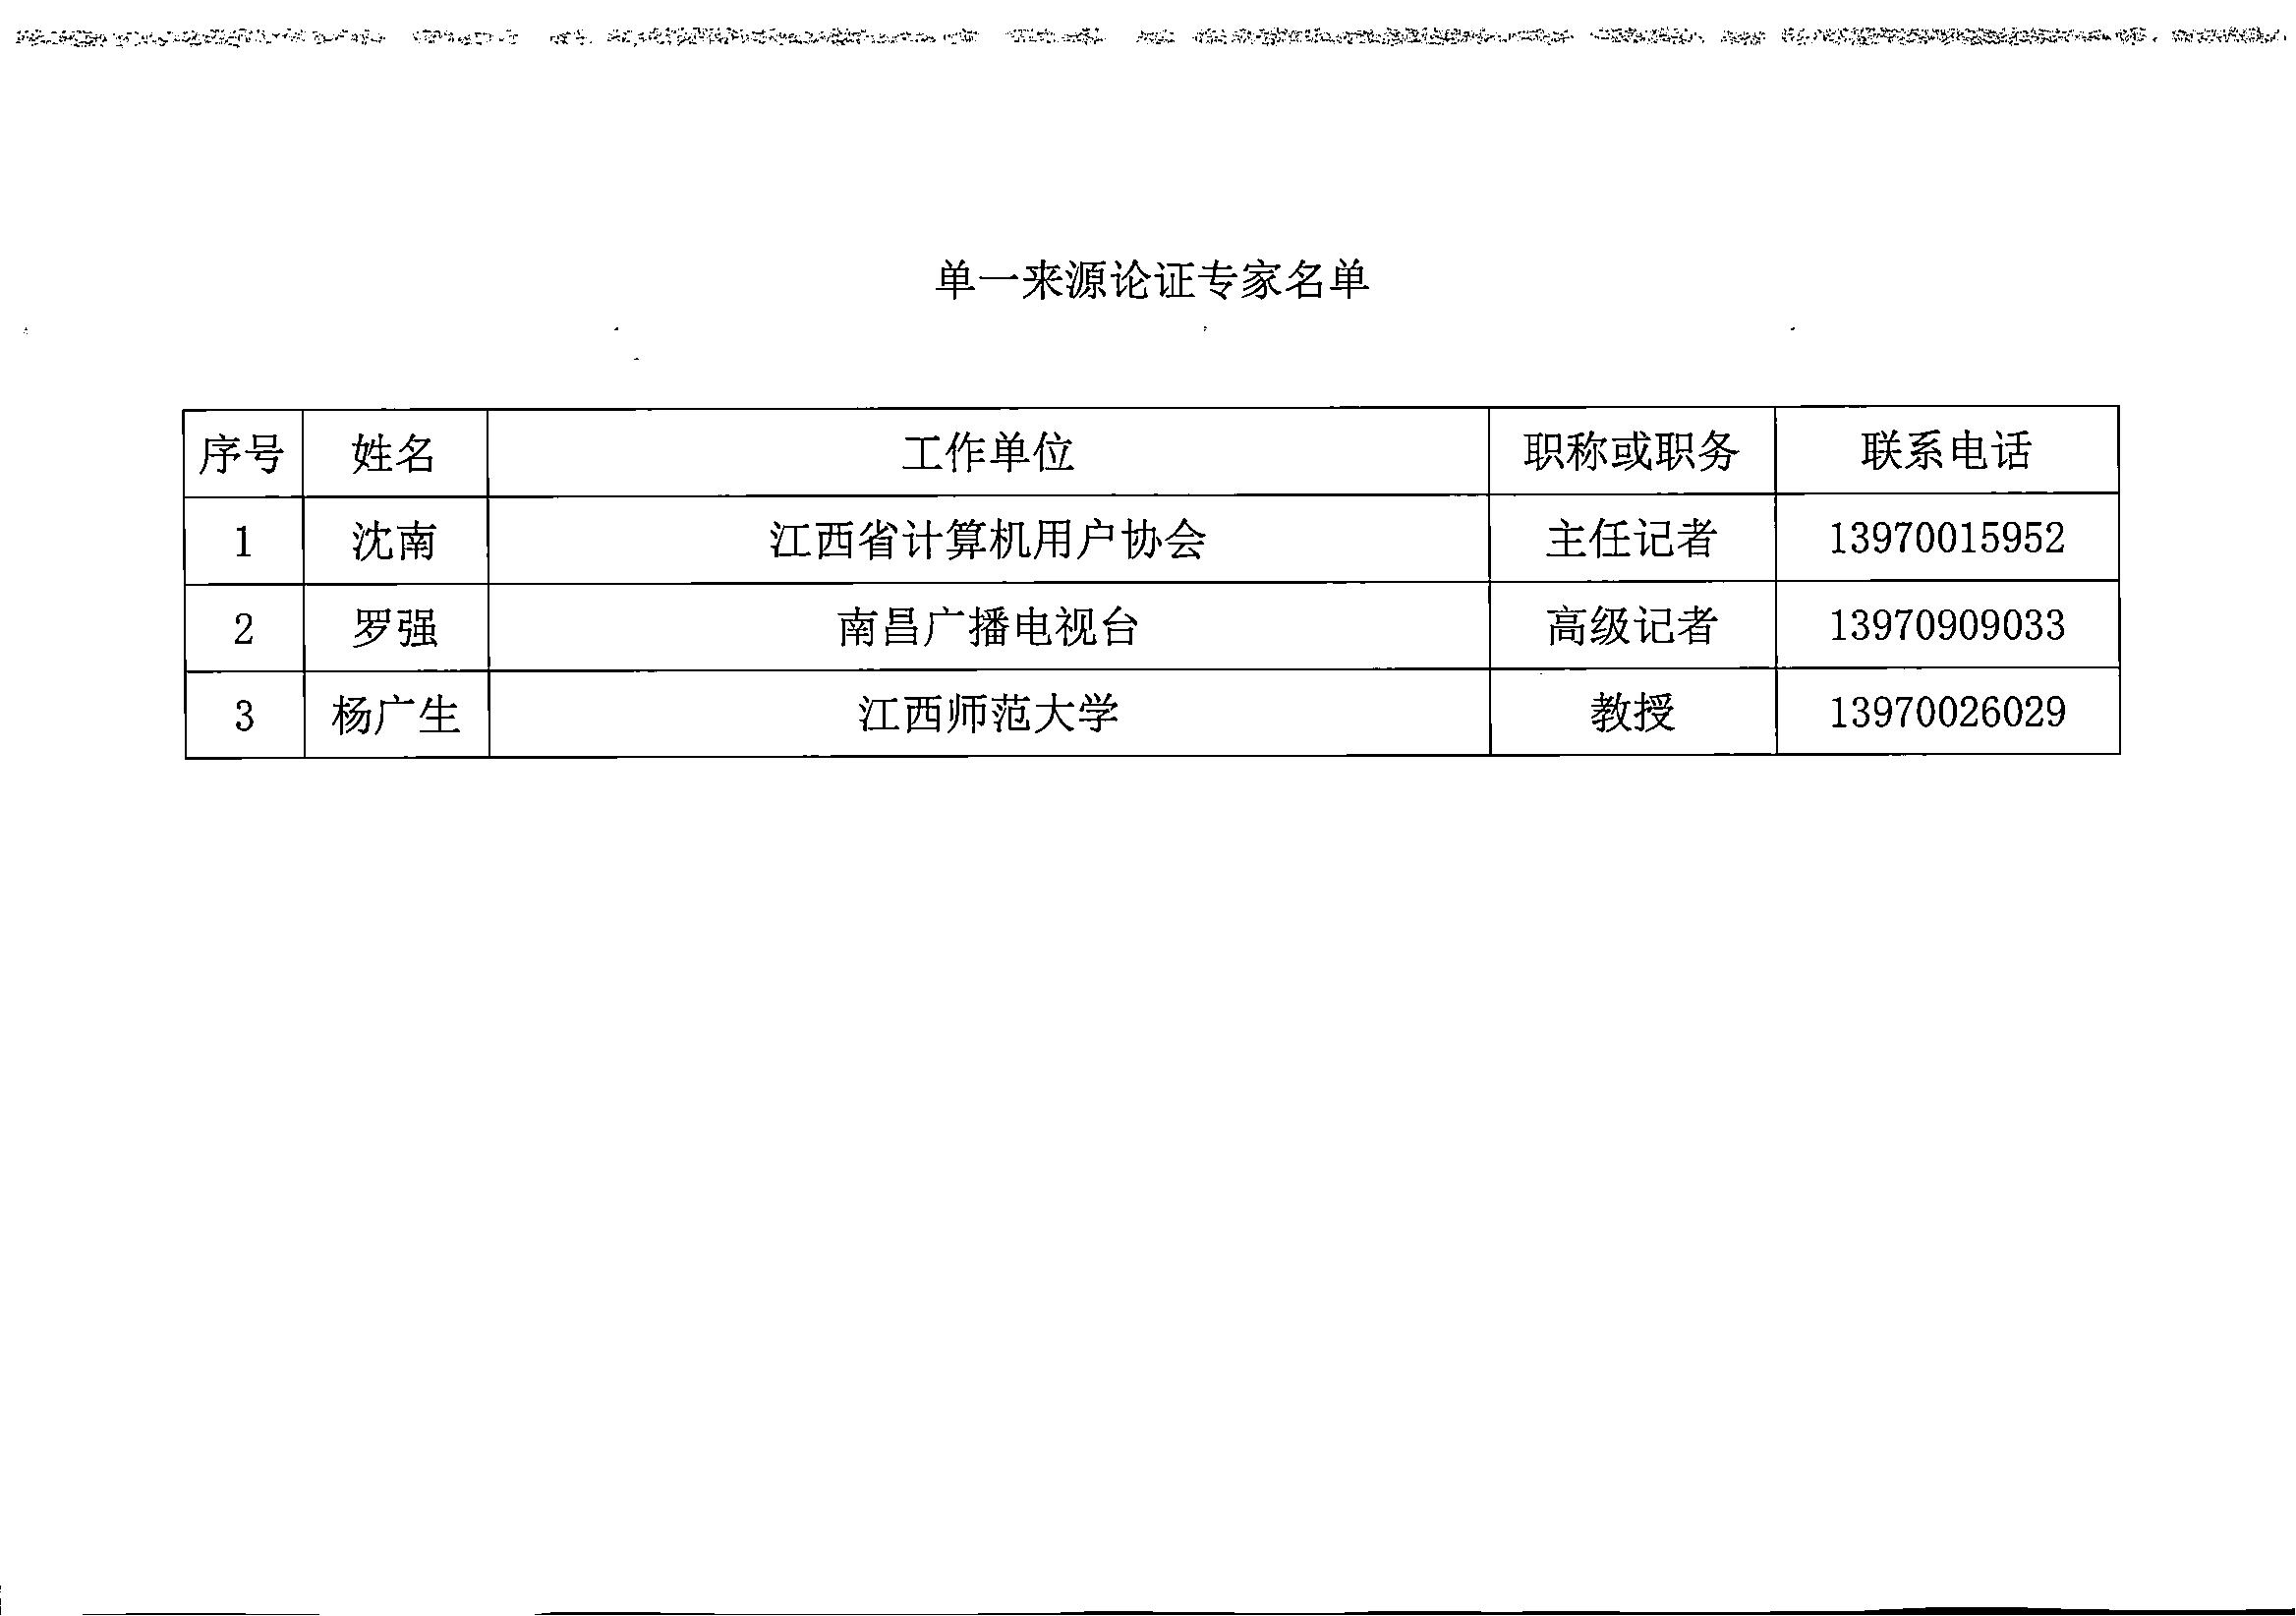 单一来源论证专家名单
序号 姓名 工作单位 职称或职务 联系电话
1 沈南 江西省计算机用户协会 主任记者 13970015952
2 罗强 南昌广播电视台 高级记者 13970909033
3 杨广生 江西师范大学 教授 13970026029